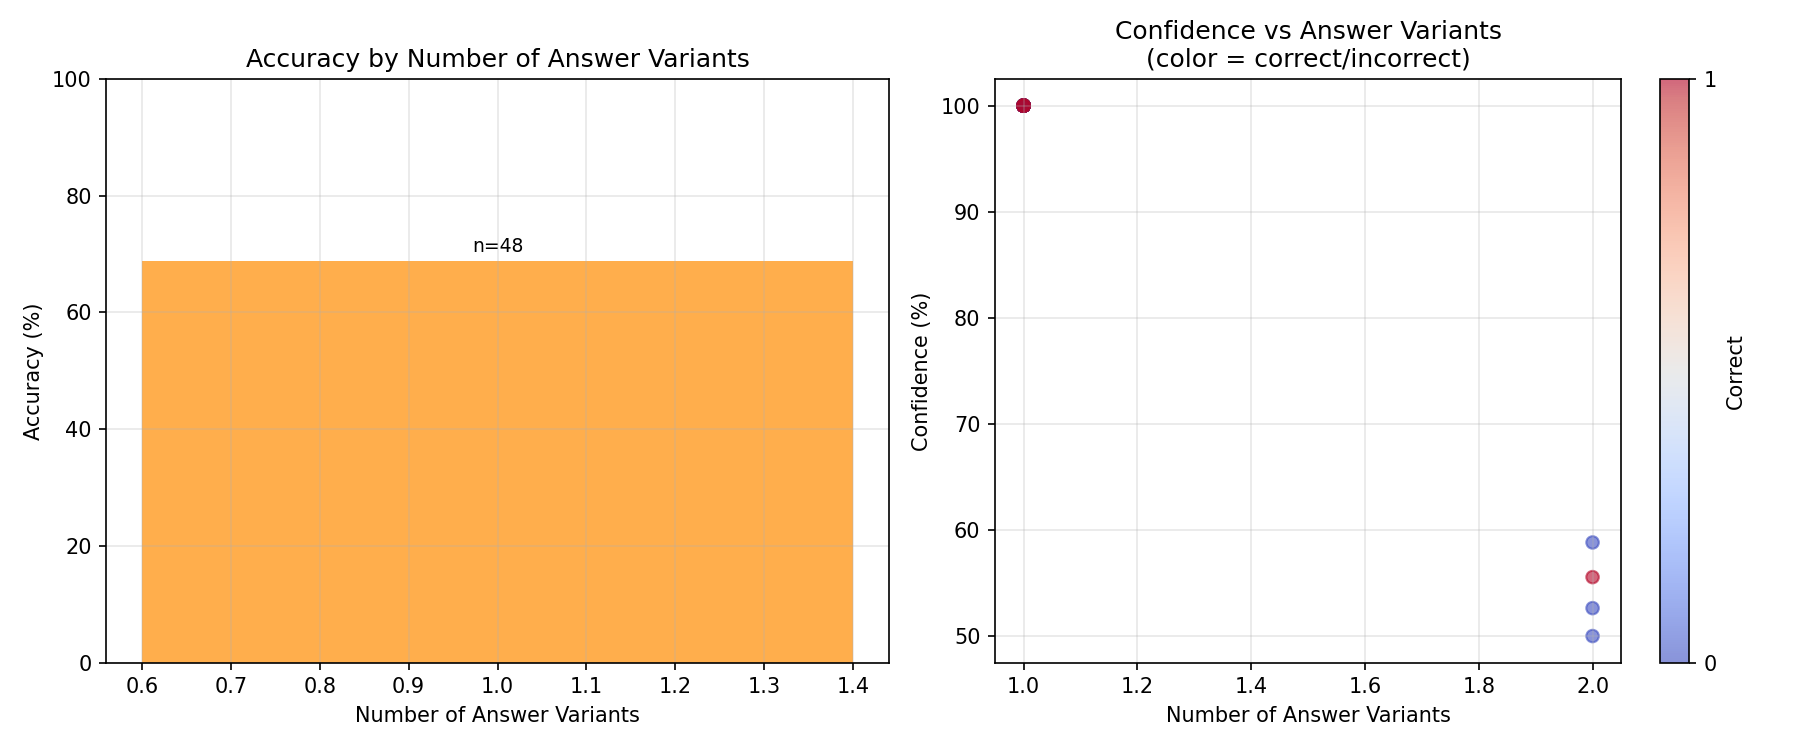 Accuracy by Number of Answer Variants
100
80
60
40
20
0
n=48
0.6 0.7 0.8 0.9 1.0 1.1 1.2 1.3 1.4
Number of Answer Variants
Accuracy (%)
Confidence vs Answer Variants
(color = correct/incorrect)
100
90
80
70
60
50
1.0 1.2 1.4 1.6 1.8 2.0
Number of Answer Variants
Confidence (%)
1
0
Correct